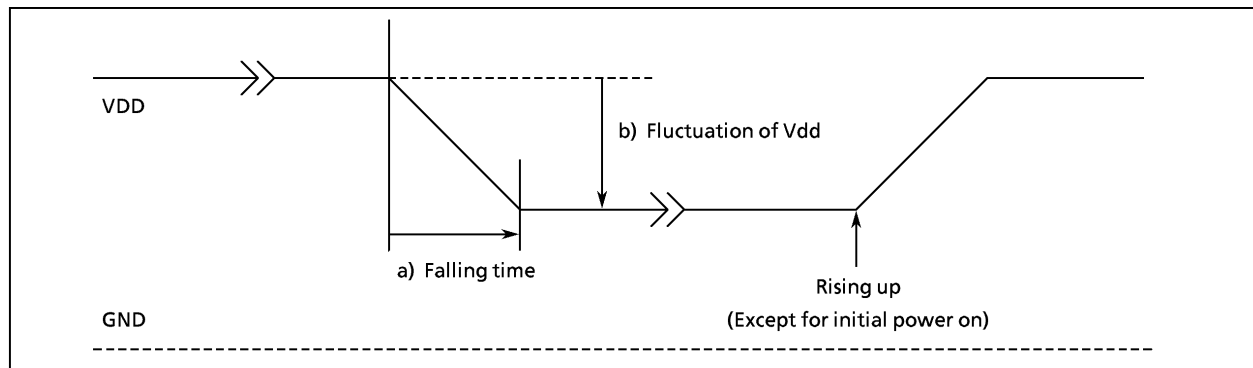 VDD
b) Fluctuation of Vdd
a) Falling time
Rising up
(Except for initial power on)
GND